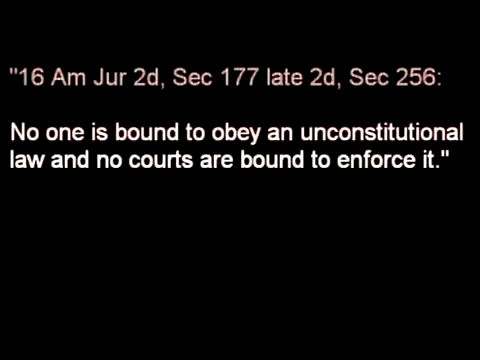 "16 Am Jur 2d, Sec 177 late 2d, Sec 256:
No one is bound to obey an unconstitutional
law and no courts are bound to enforce it."